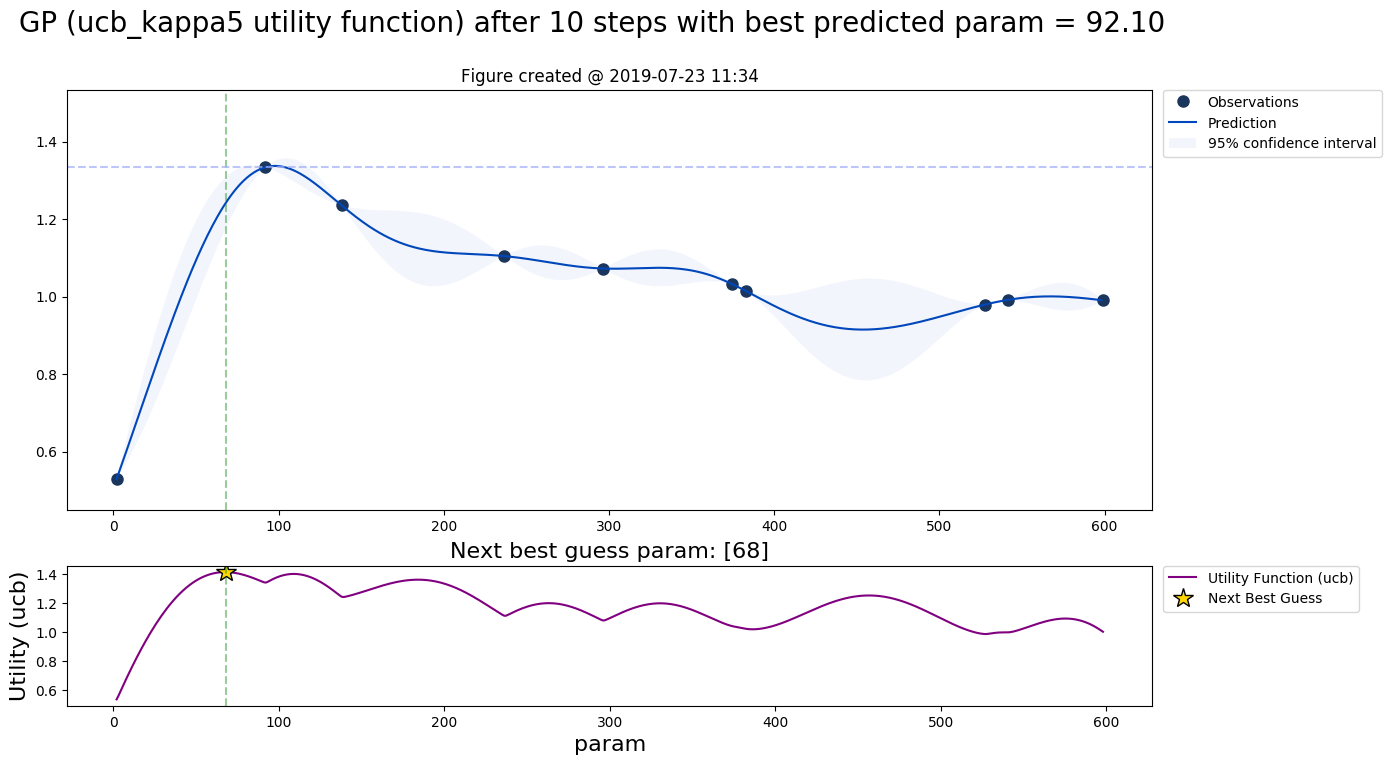 GP (ucb_kappa5 utility function) after 10 steps with best predicted param = 92.10
Figure created @ 2019-07-23 11:34
Observations
Prediction
95% confidence interval
1.4
1.2
1.0
0.8
0.6
0 100 200 300 400 500 600
Next best guess param: [68]
Utility Function (ucb)
Next Best Guess
Utility (ucb)
1.4
1.2
1.0
0.8
0.6
0 100 200 300 400 500 600
param